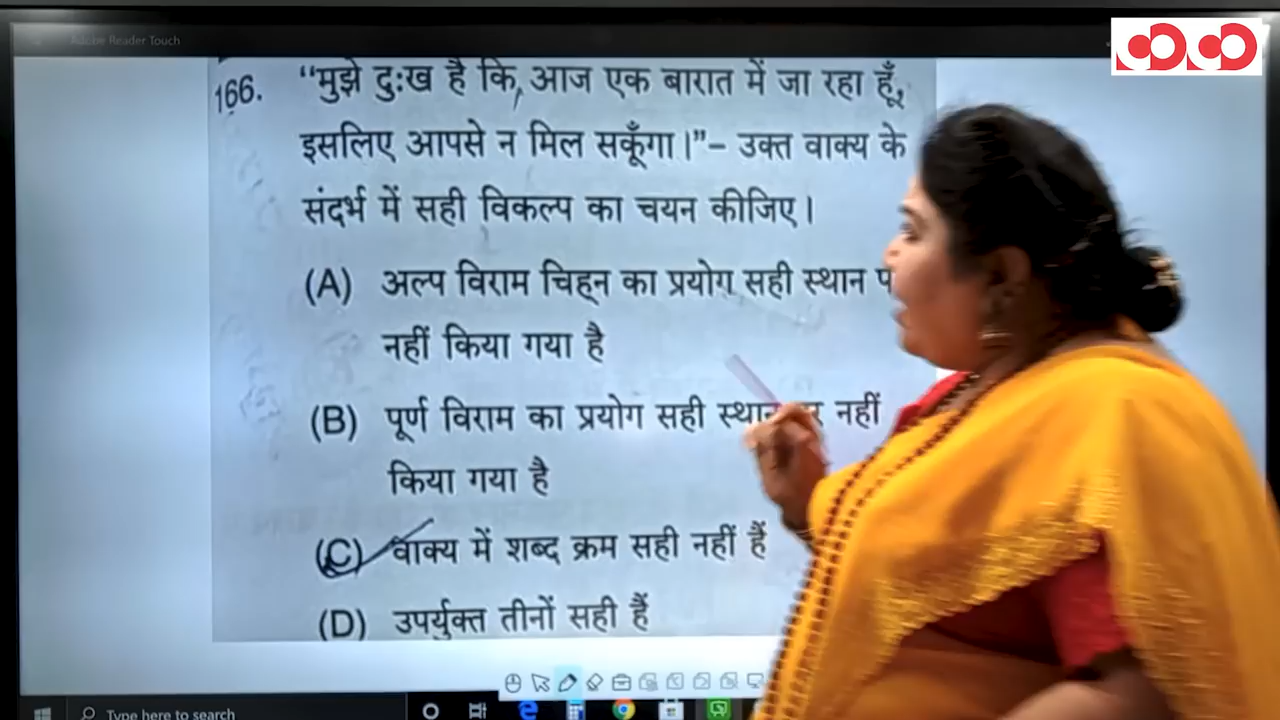 Adobe Reader Touch
166. “मुझे दुःख है कि, आज एक बारात में जा रहा हूँ,
इसलिए आपसे न मिल सकूँगा।”– उक्त वाक्य के
संदर्भ में सही विकल्प का चयन कीजिए।
(A) अल्प विराम चिह्न का प्रयोग सही स्थान
नहीं किया गया है
(B) पूर्ण विराम का प्रयोग सही स्थान नहीं
किया गया है
(C) वाक्य में शब्द क्रम सही नहीं हैं
(D) उपर्युक्त तीनों सही हैं
Type here to search